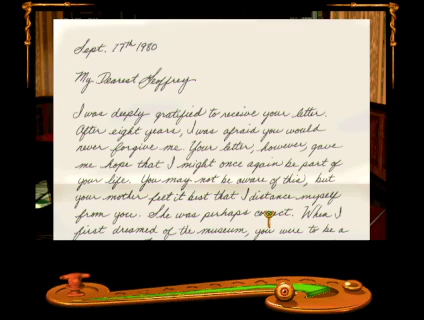 Sept. 17th 1980
My Dearest Geoffrey,
I was deeply gratified to receive your letter.
After eight years, I was afraid you would
never forgive me. Your letter, however, gave
me hope that I might once again be part of
your life. You may not be aware of this, but
your mother felt it best that I distance myself
from you. She was perhaps correct. When I
first dreamed of the museum, you were to be a